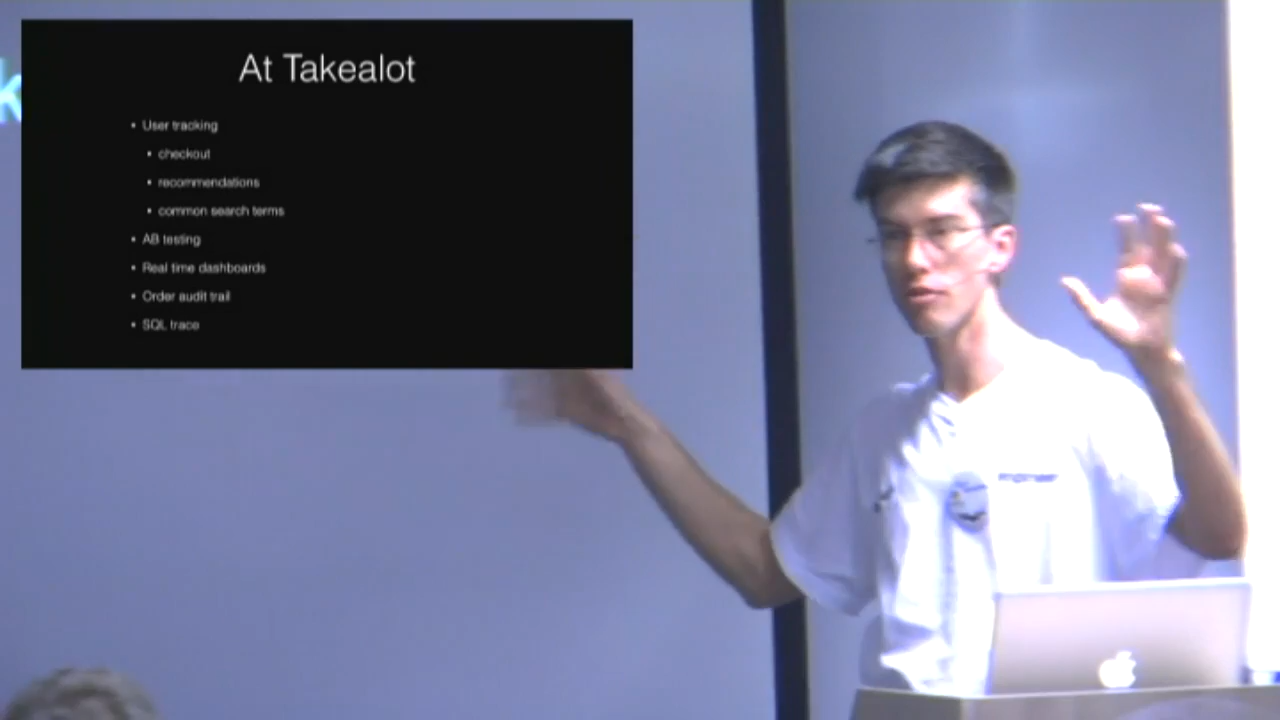 At Takealot
• User tracking
• checkout
• recommendations
• common search terms
• AB testing
• Real time dashboards
• Order audit trail
• SQL trace
k